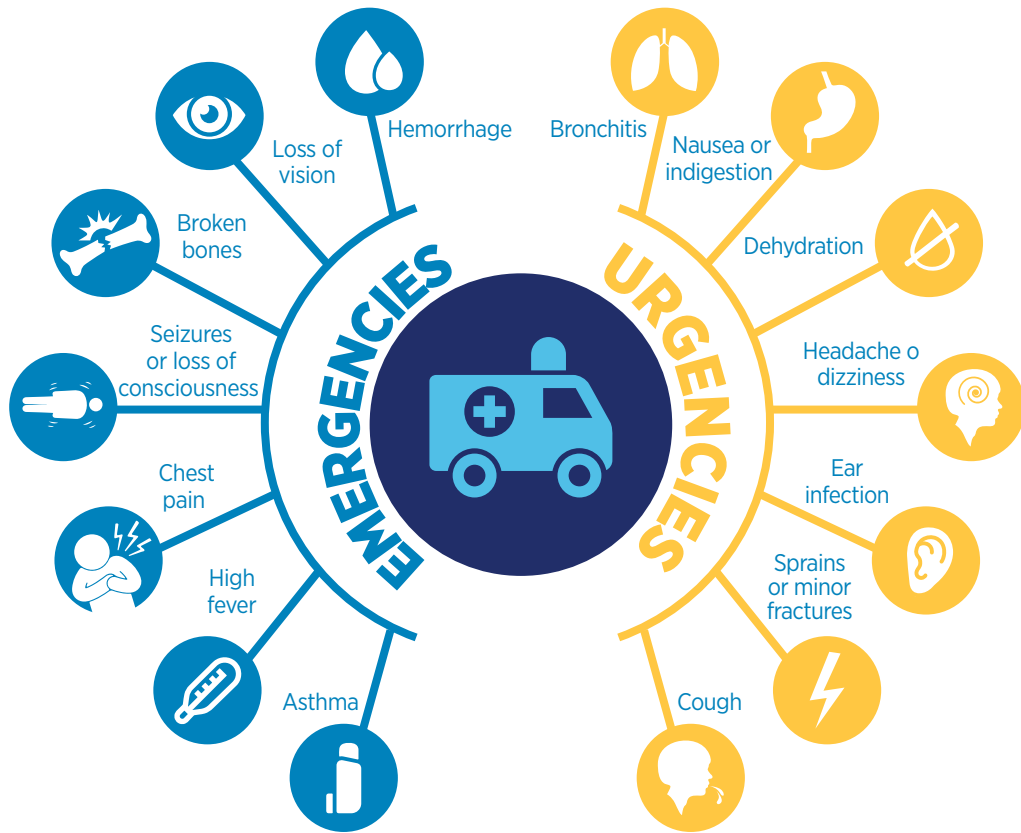 Hemorrhage
Loss of
vision
Broken
bones
Seizures
or loss of
consciousness
Chest
pain
High
fever
Asthma
EMERGENCIES
URGENCIES
Bronchitis
Nausea or
indigestion
Dehydration
Headache o
dizziness
Ear
infection
Sprains
or minor
fractures
Cough